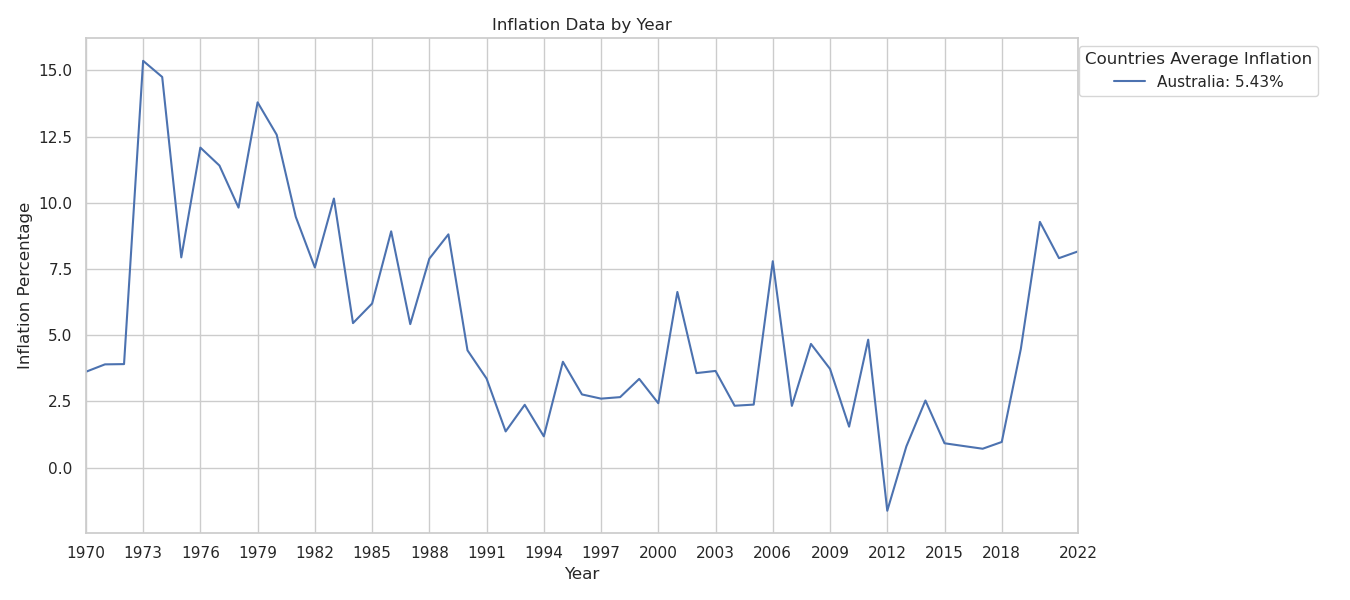 Inflation Data by Year
Countries Average Inflation
Australia: 5.43%
Inflation Percentage
15.0
12.5
10.0
7.5
5.0
2.5
0.0
1970 1973 1976 1979 1982 1985 1988 1991 1994 1997 2000 2003 2006 2009 2012 2015 2018 2022
Year